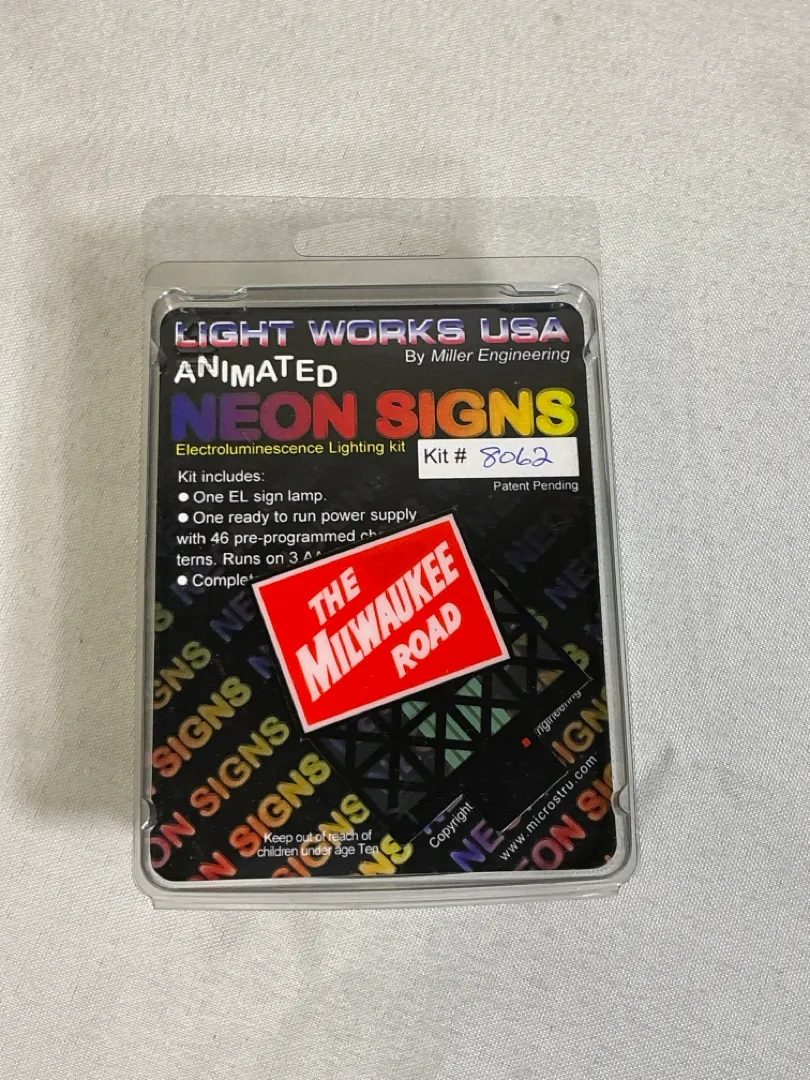 LIGHT WORKS USA
By Miller Engineering
ANIMATED
NEON SIGNS
Electroluminescence Lighting kit
Kit # 8062
Patent Pending
Kit includes:
● One EL sign lamp.
● One ready to run power supply
with 46 pre-programmed
terns. Runs on 3
● Complet
THE
MILWAUKEE
ROAD
ngineering
Copyright
www.microstru.com
Keep out of reach of
children under age Ten